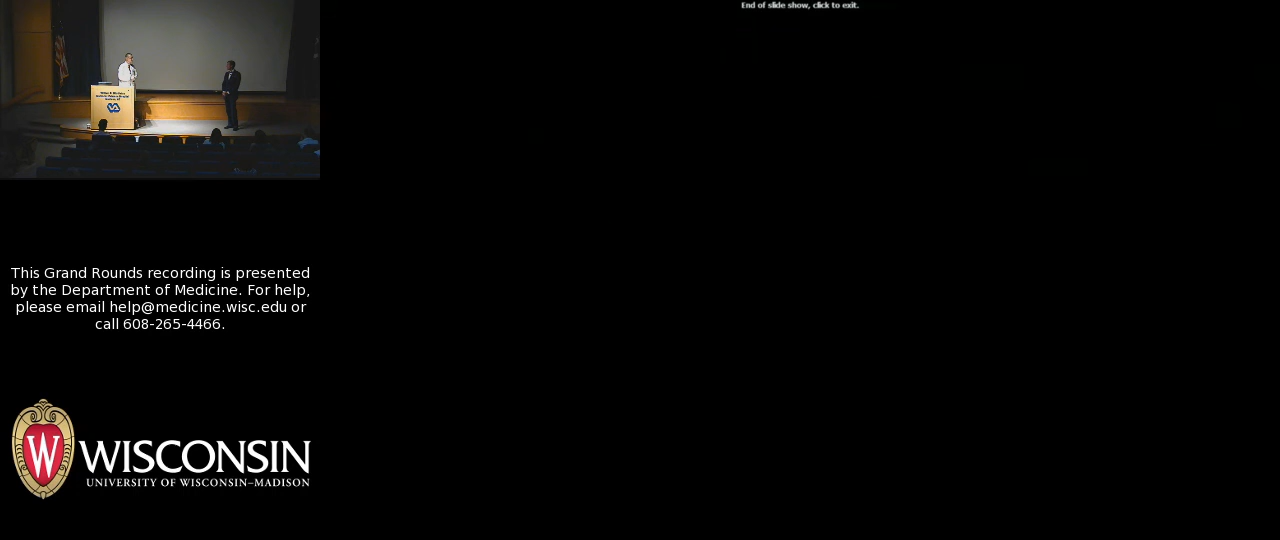 End of slide show, click to exit.
This Grand Rounds recording is presented
by the Department of Medicine. For help,
please email help@medicine.wisc.edu or
call 608-265-4466.
W
WISCONSIN
UNIVERSITY OF WISCONSIN–MADISON